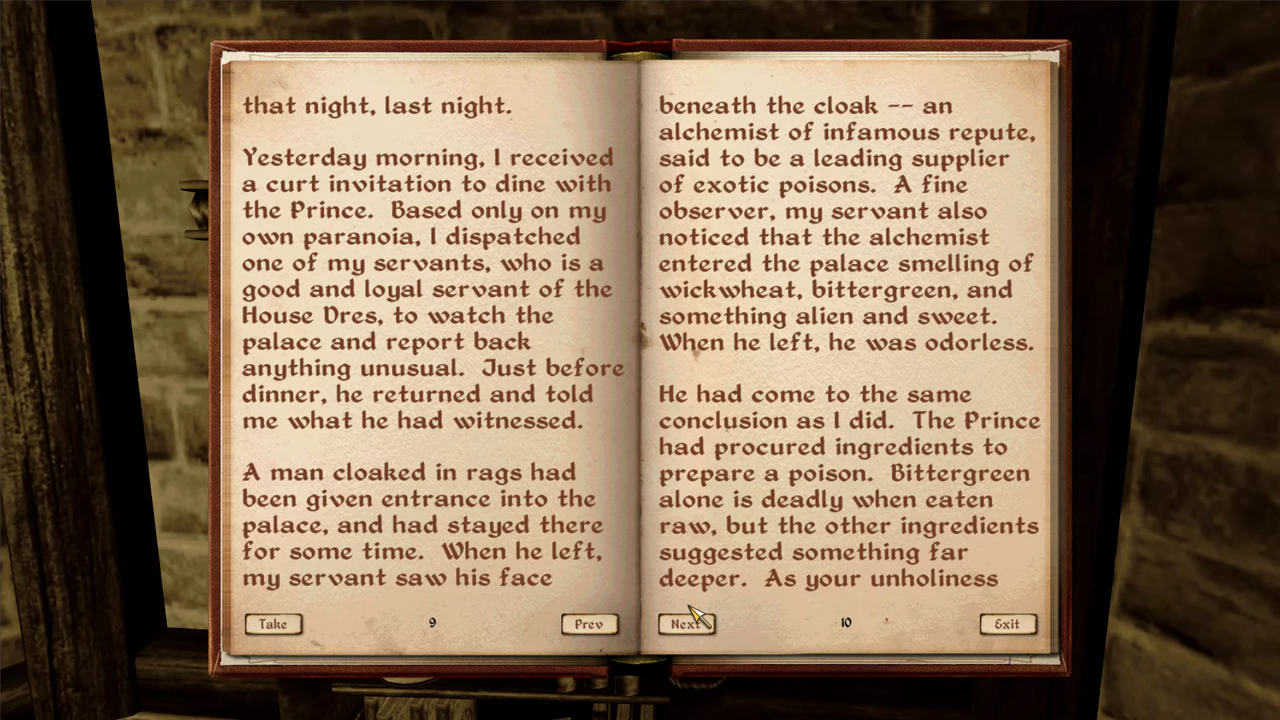 that night, last night.
Yesterday morning, I received
a curt invitation to dine with
the Prince.  Based only on my
own paranoia, I dispatched
one of my servants, who is a
good and loyal servant of the
House Dres, to watch the
palace and report back
anything unusual.  Just before
dinner, he returned and told
me what he had witnessed.
A man cloaked in rags had
been given entrance into the
palace, and had stayed there
for some time.  When he left,
my servant saw his face
Take
9
Prev
beneath the cloak -- an
alchemist of infamous repute,
said to be a leading supplier
of exotic poisons.  A fine
observer, my servant also
noticed that the alchemist
entered the palace smelling of
wickwheat, bittergreen, and
something alien and sweet.
When he left, he was odorless.
He had come to the same
conclusion as I did.  The Prince
had procured ingredients to
prepare a poison.  Bittergreen
alone is deadly when eaten
raw, but the other ingredients
suggested something far
deeper.  As your unholiness
Next
10
Exit